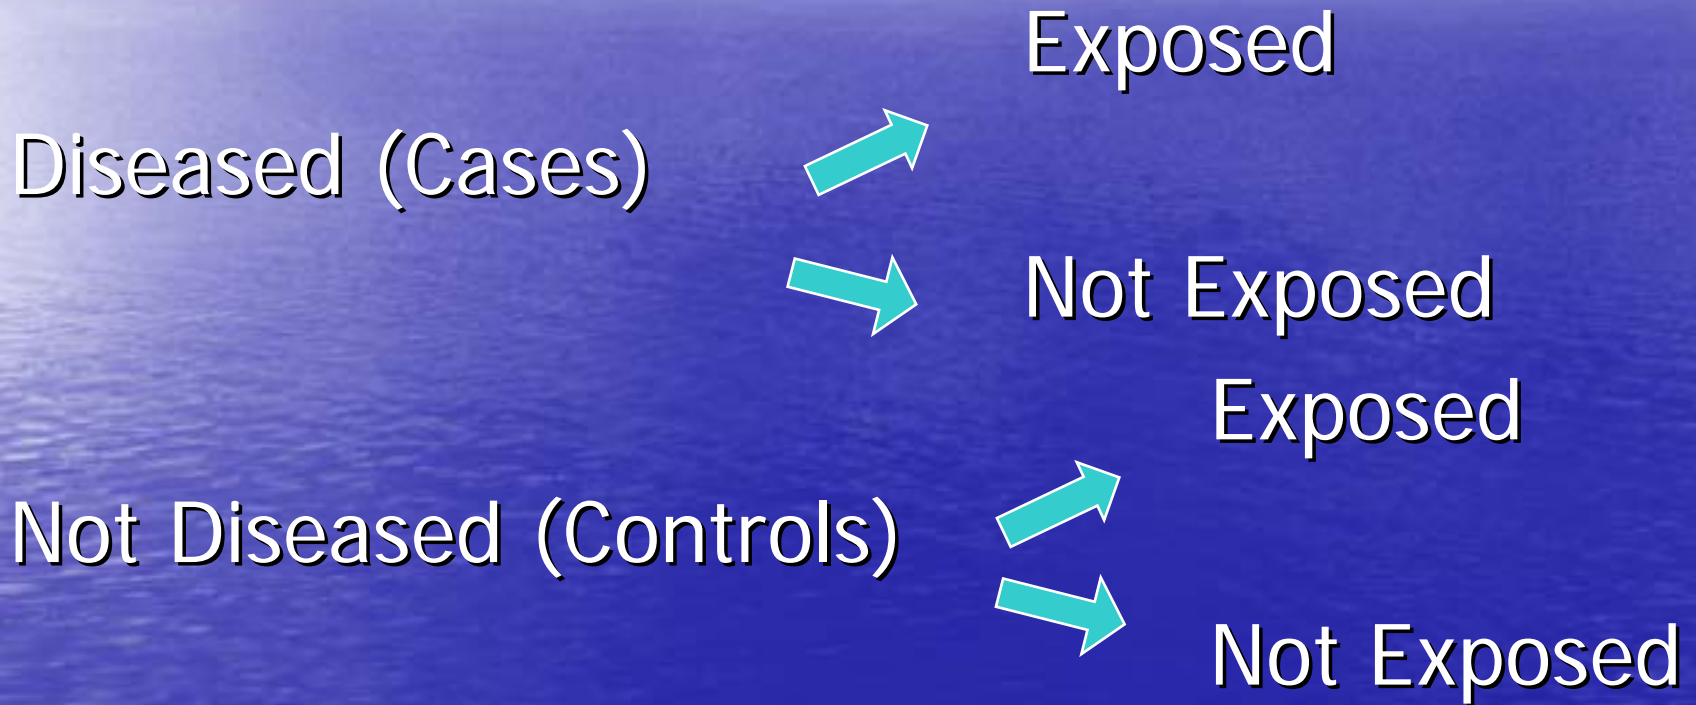 Exposed
Diseased (Cases)
Not Exposed
Exposed
Not Diseased (Controls)
Not Exposed